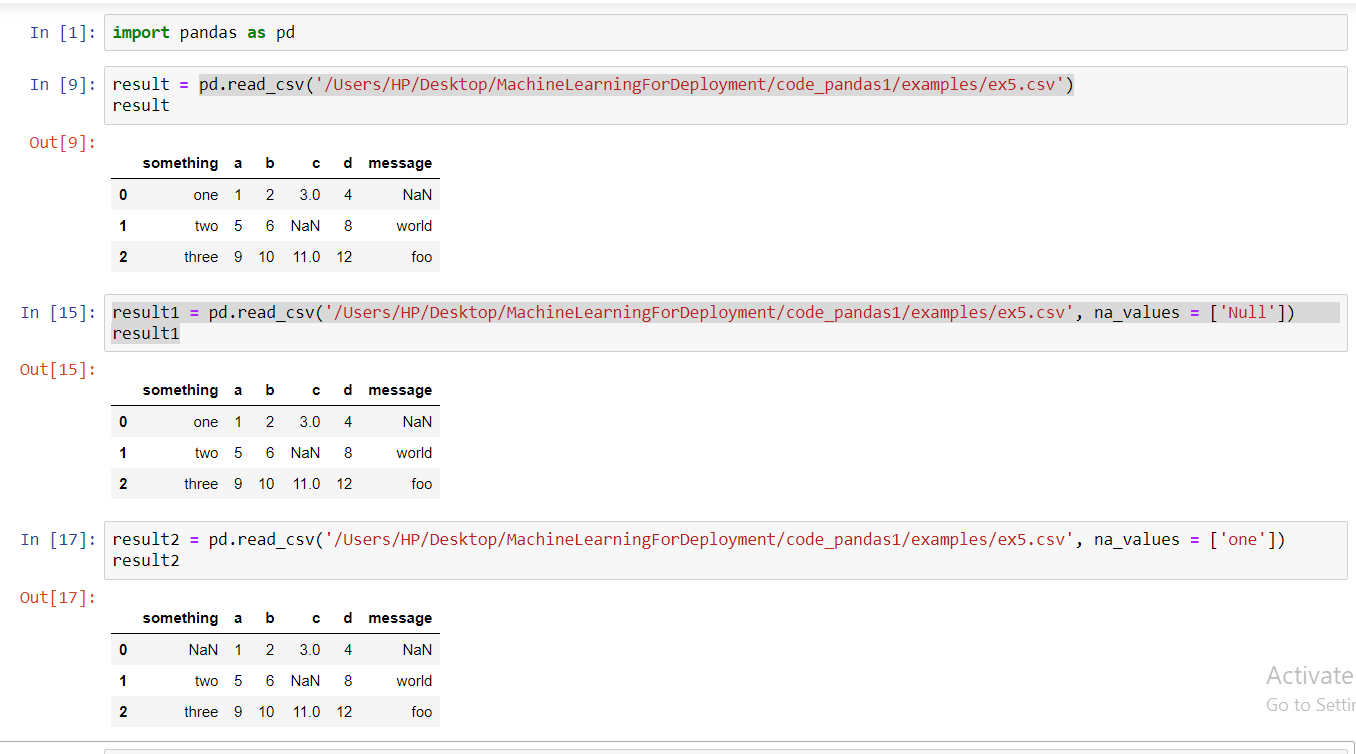 In [1]: import pandas as pd
In [9]: result = pd.read_csv('/Users/HP/Desktop/MachineLearningForDeployment/code_pandas1/examples/ex5.csv')
result
Out[9]:
something a b c d message
0 one 1 2 3.0 4 NaN
1 two 5 6 NaN 8 world
2 three 9 10 11.0 12 foo
In [15]: result1 = pd.read_csv('/Users/HP/Desktop/MachineLearningForDeployment/code_pandas1/examples/ex5.csv', na_values = ['Null'])
result1
Out[15]:
something a b c d message
0 one 1 2 3.0 4 NaN
1 two 5 6 NaN 8 world
2 three 9 10 11.0 12 foo
In [17]: result2 = pd.read_csv('/Users/HP/Desktop/MachineLearningForDeployment/code_pandas1/examples/ex5.csv', na_values = ['one'])
result2
Out[17]:
something a b c d message
0 NaN 1 2 3.0 4 NaN
1 two 5 6 NaN 8 world
2 three 9 10 11.0 12 foo
Activate
Go to